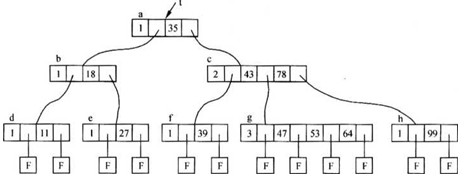 t
a
1 35
b c
1 18 2 43 78
d e f g h
1 11 1 27 1 39 3 47 53 64 1 99
F F F F F F F F F F F F